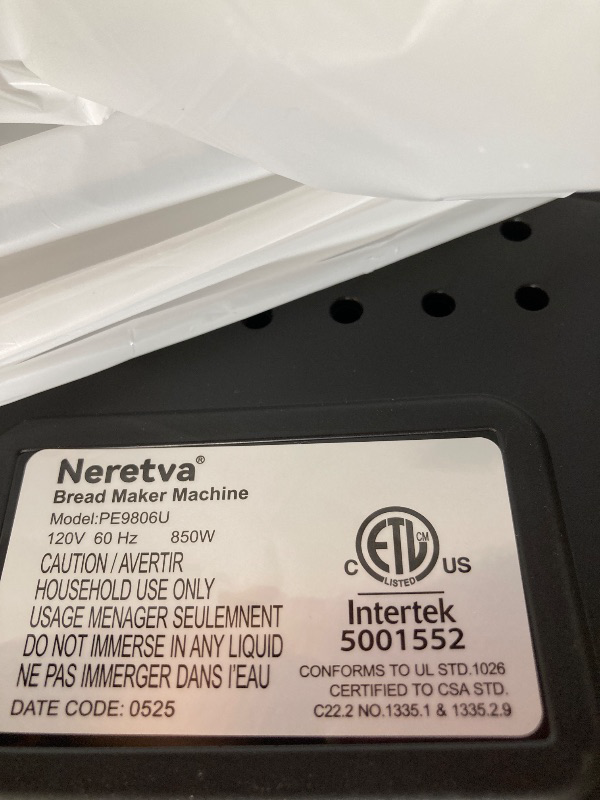 Neretva®
Bread Maker Machine
Model:PE9806U
120V 60 Hz 850W
CAUTION / AVERTIR
HOUSEHOLD USE ONLY
USAGE MENAGER SEULEMNENT
DO NOT IMMERSE IN ANY LIQUID
NE PAS IMMERGER DANS I'EAU
DATE CODE: 0525
ETL CM
C US
LISTED
Intertek
5001552
CONFORMS TO UL STD.1026
CERTIFIED TO CSA STD.
C22.2 NO.1335.1 & 1335.2.9